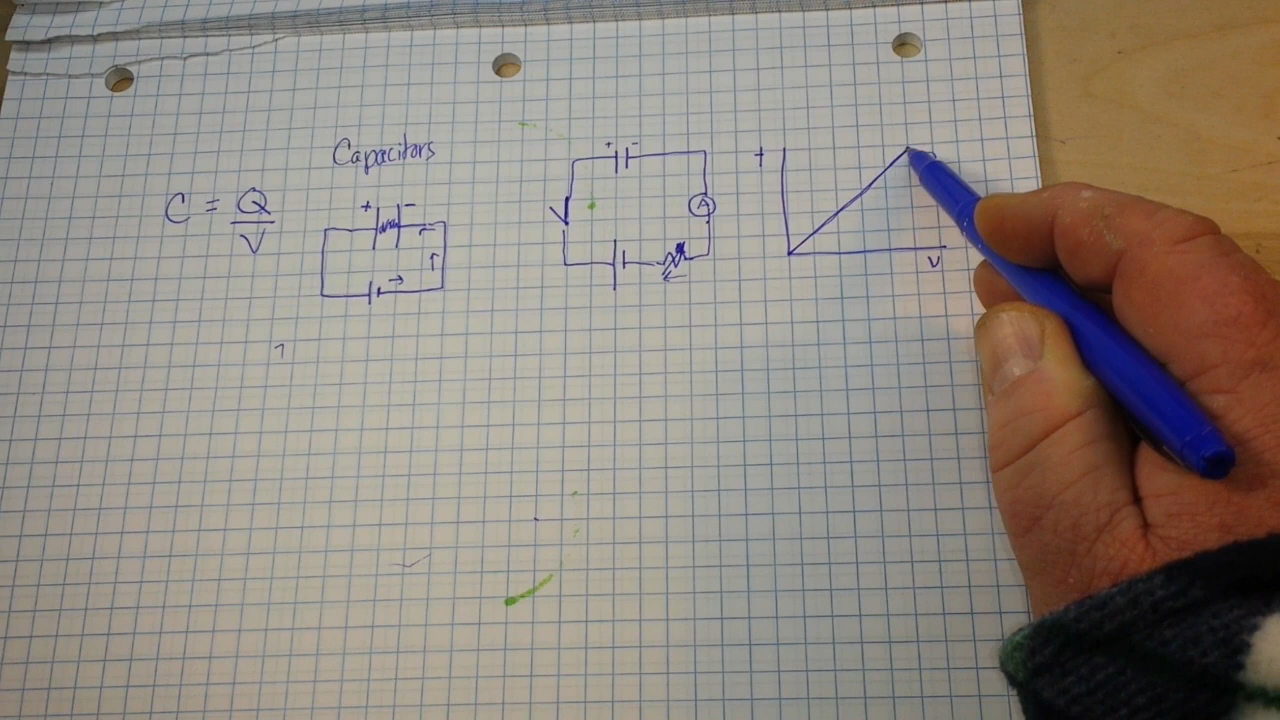 Capacitors
C = Q
V
+ -
+ -
A
+
V